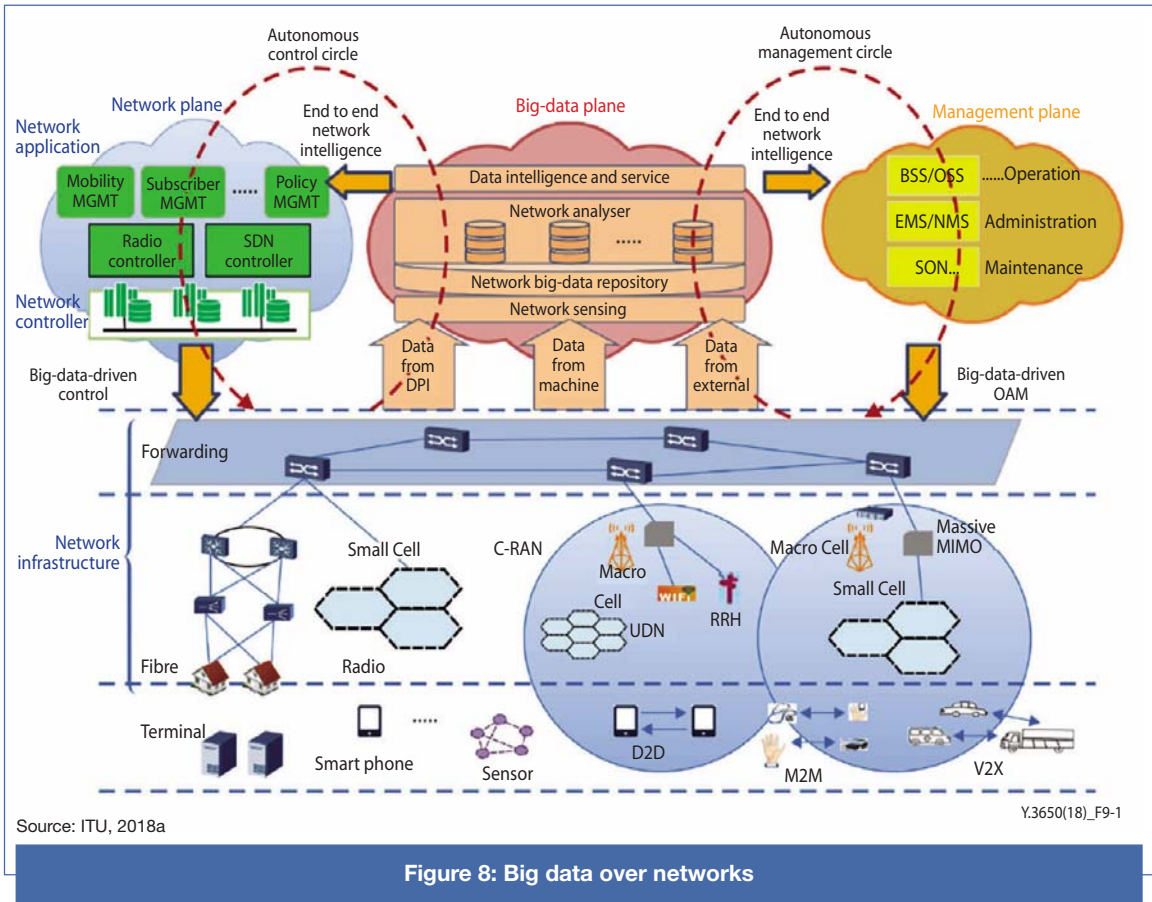 Autonomous
control circle
Autonomous
management circle
Network plane
Big-data plane
Management plane
Network
application
End to end
network
intelligence
End to end
network
intelligence
Mobility
MGMT
Subscriber
MGMT
.....
Policy
MGMT
Data intelligence and service
BSS/OSS
......Operation
Network analyser
EMS/NMS
Administration
Radio
controller
SDN
controller
.....
SON...
Maintenance
Network big-data repository
Network
controller
Network sensing
Data
from
DPI
Data
from
machine
Data
from
external
Big-data-driven
control
Big-data-driven
OAM
Forwarding
Network
infrastructure
Small Cell
C-RAN
Macro
WiFi
Cell
UDN
RRH
Macro Cell
Massive
MIMO
Small Cell
Fibre
Radio
Terminal
Smart phone
.....
Sensor
D2D
M2M
V2X
Y.3650(18)_F9-1
Source: ITU, 2018a
Figure 8: Big data over networks